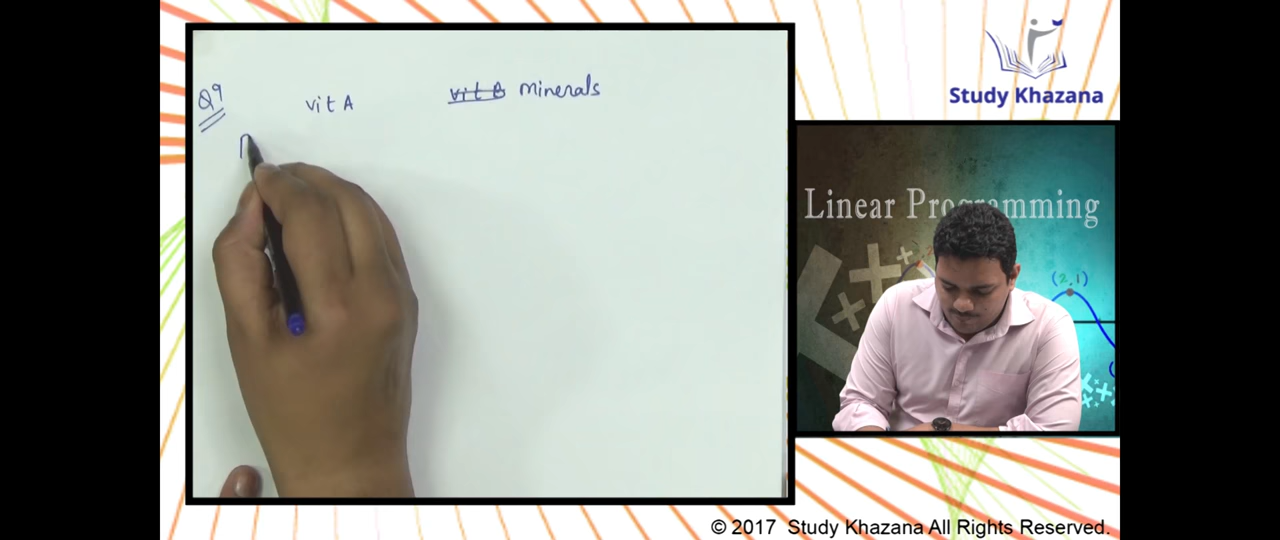 Q9
vit A
vit B minerals
Study Khazana
Linear Programming
(2,1)
© 2017 Study Khazana All Rights Reserved.